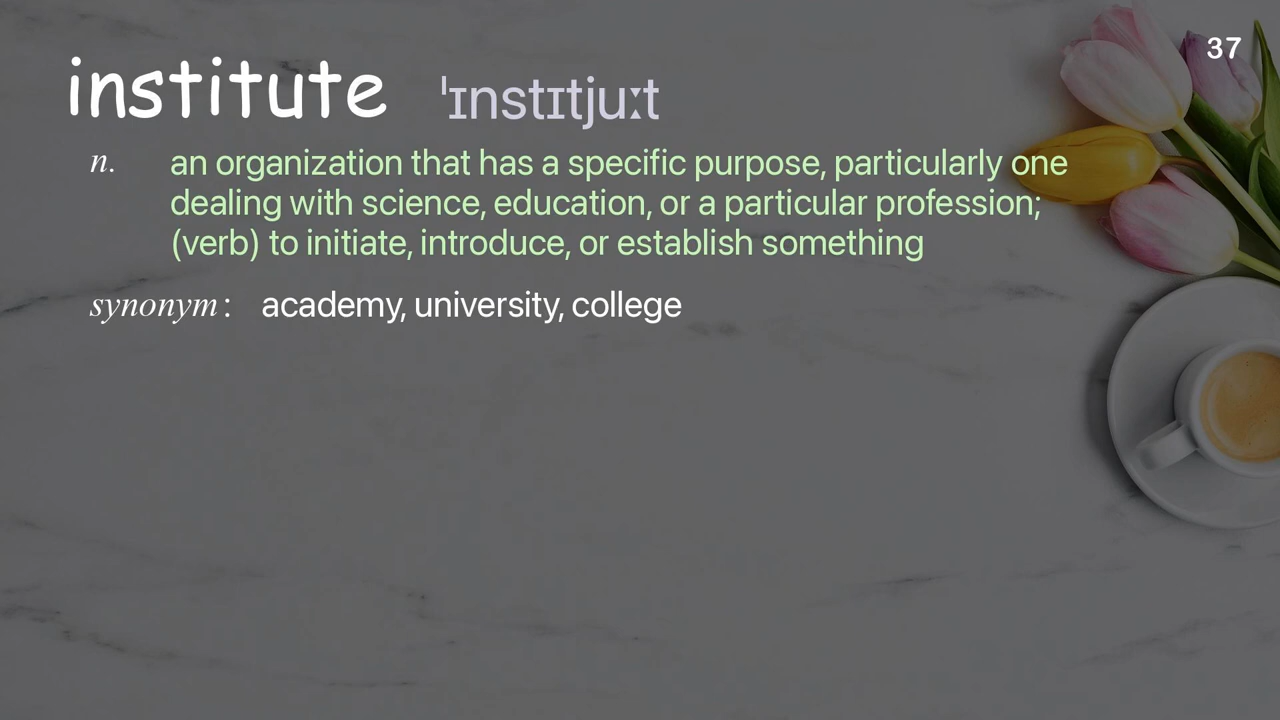 37
institute ˈɪnstɪtjuːt
n. an organization that has a specific purpose, particularly one
dealing with science, education, or a particular profession;
(verb) to initiate, introduce, or establish something
synonym: academy, university, college